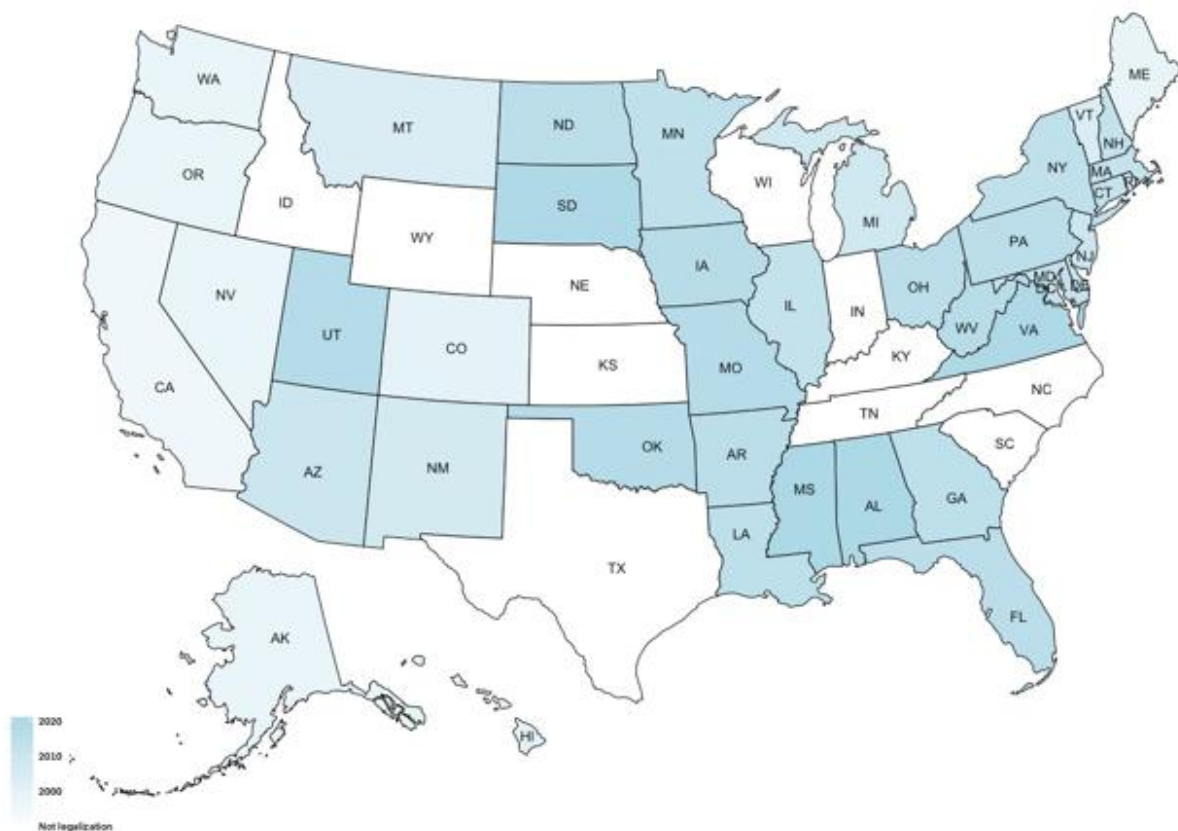 WA
MT
ND
MN
ME
VT
NH
OR
ID
WY
SD
WI
MI
NY
MA
CT
RI
NV
UT
CO
NE
IA
IL
IN
OH
PA
NJ
MD
DC
DE
WV
VA
CA
KS
MO
KY
NC
TN
SC
AZ
NM
OK
AR
MS
AL
GA
LA
TX
FL
AK
HI
2020
2010
2000
Not legalization